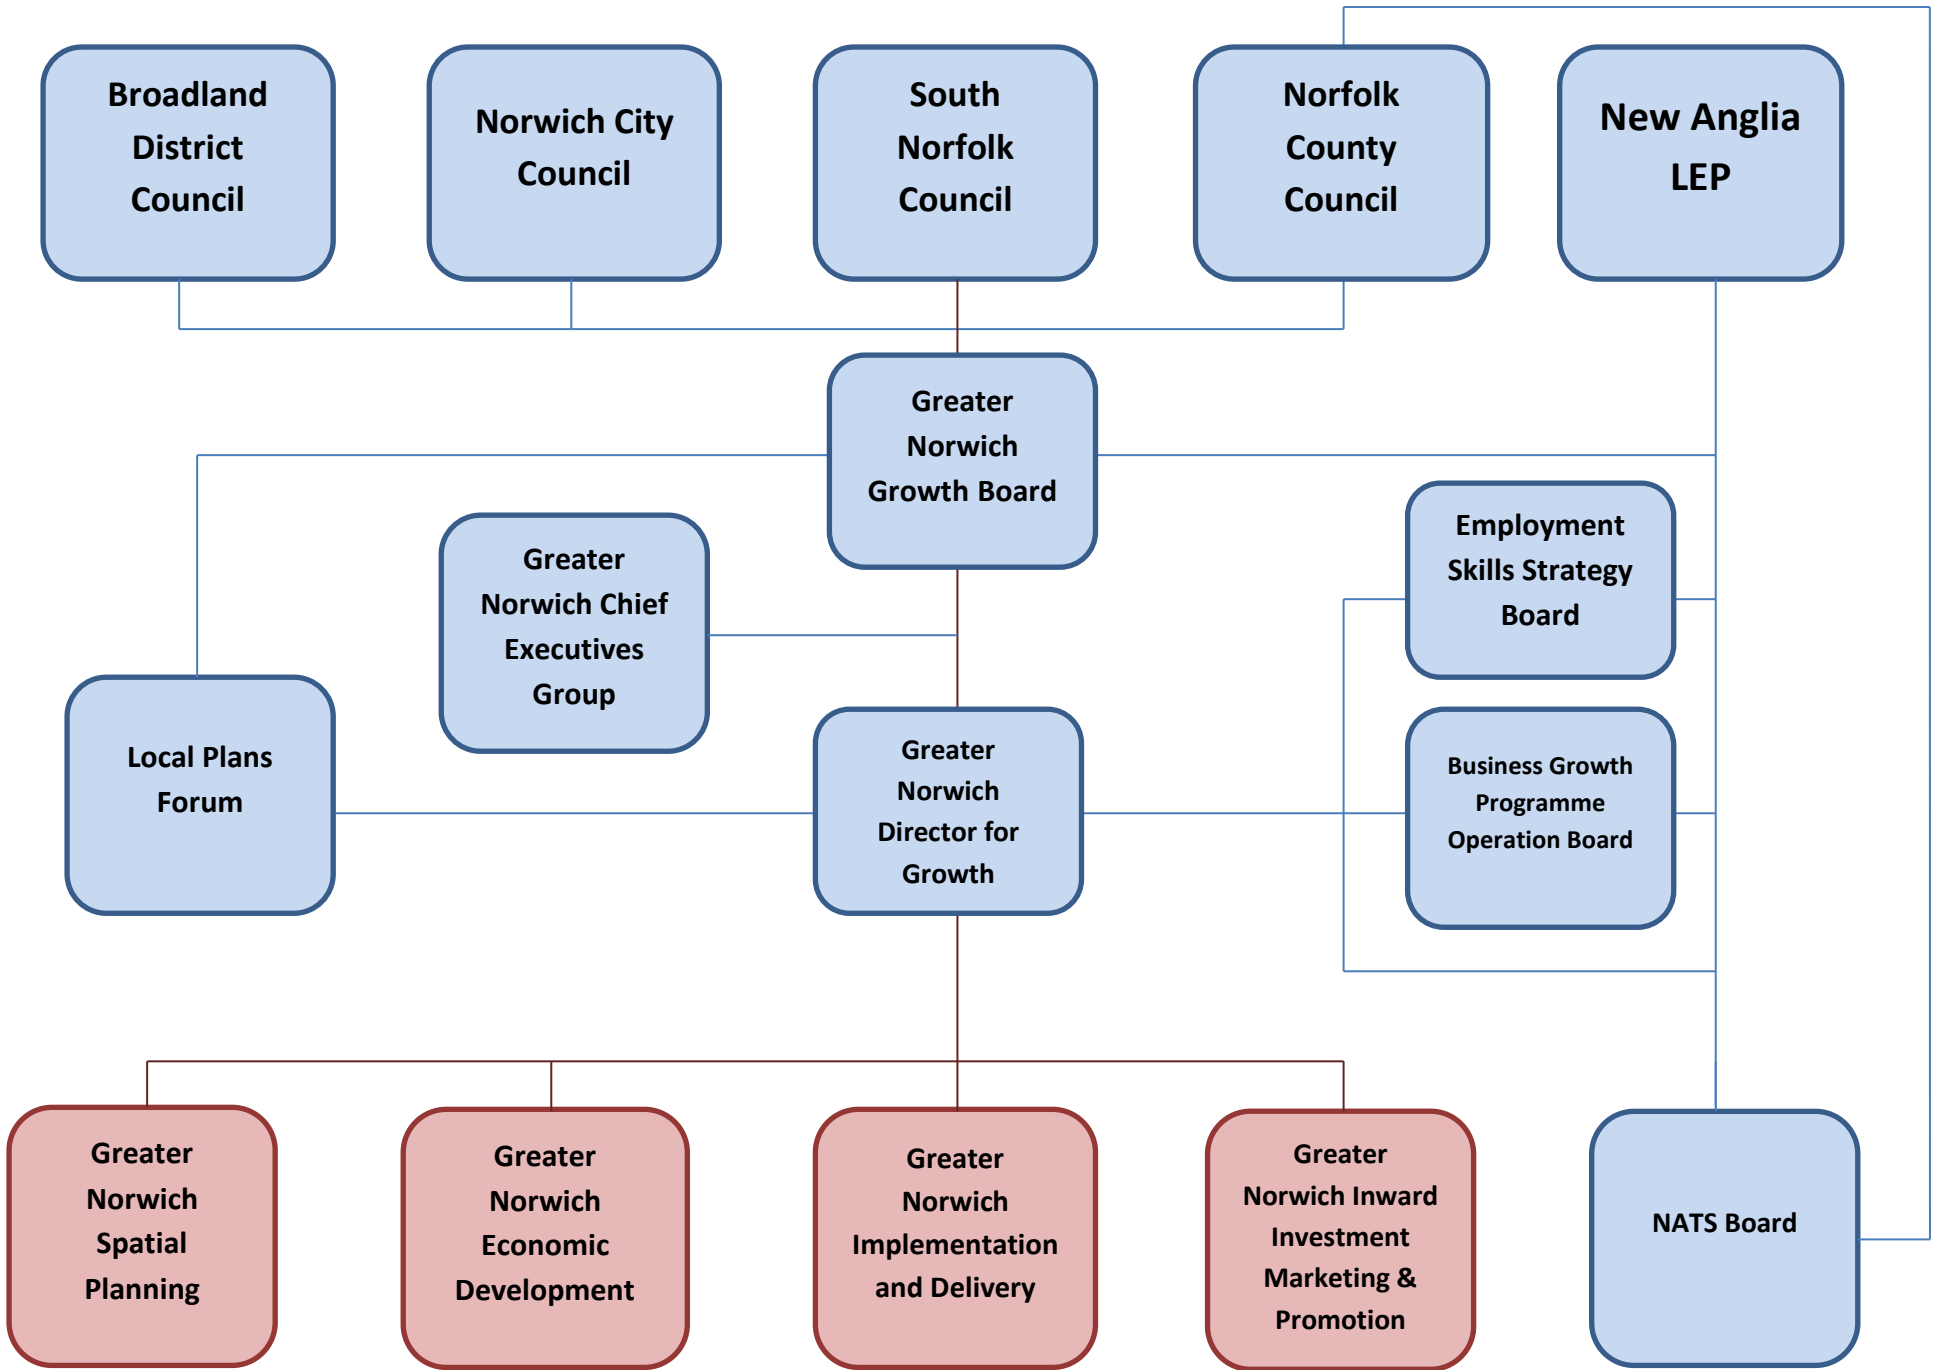 Broadland
District
Council
Norwich City
Council
South
Norfolk
Council
Norfolk
County
Council
New Anglia
LEP
Greater
Norwich
Growth Board
Employment
Skills Strategy
Board
Greater
Norwich Chief
Executives
Group
Local Plans
Forum
Greater
Norwich
Director for
Growth
Business Growth
Programme
Operation Board
Greater
Norwich
Spatial
Planning
Greater
Norwich
Economic
Development
Greater
Norwich
Implementation
and Delivery
Greater
Norwich Inward
Investment
Marketing &
Promotion
NATS Board